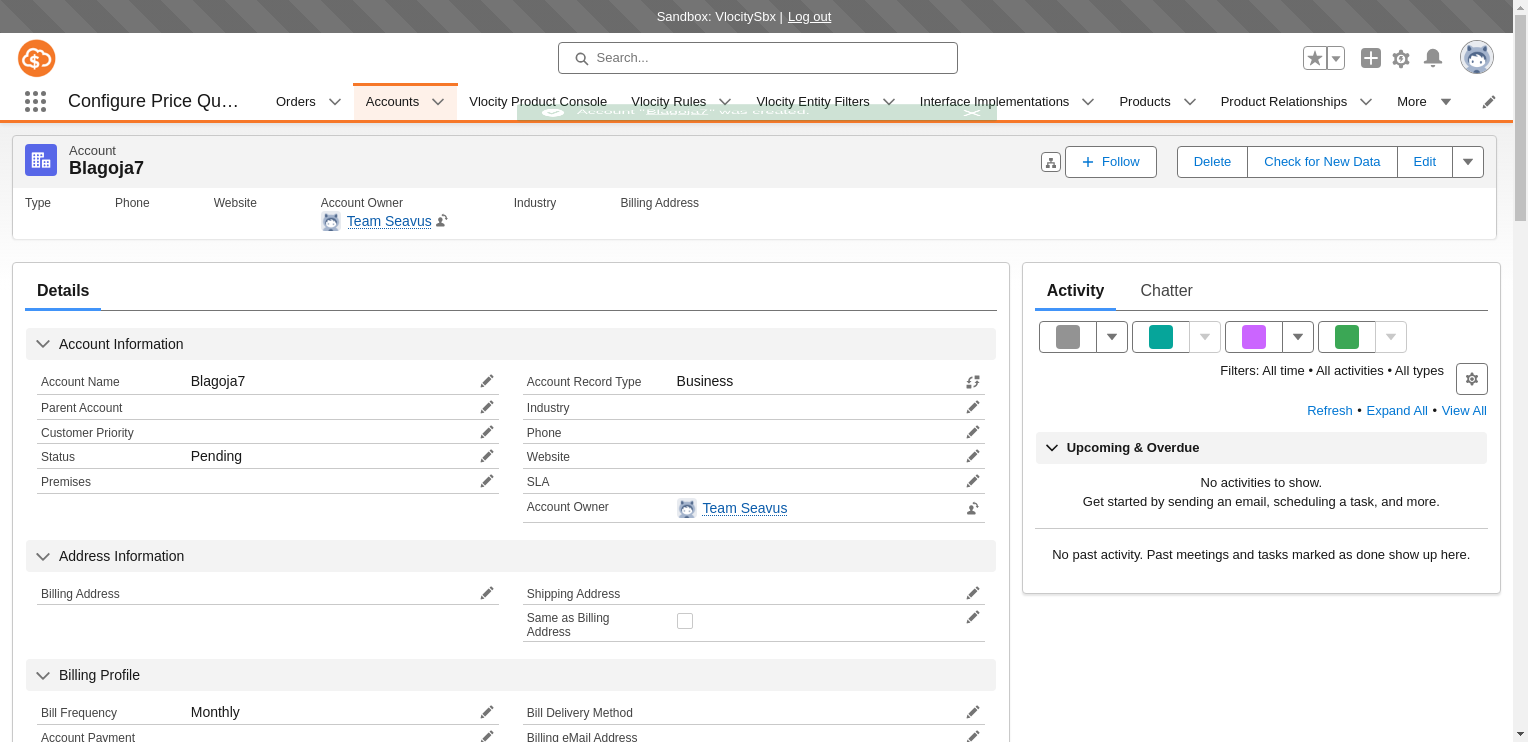 Sandbox: VlocitySbx | Log out
Search...
Configure Price Qu...
Orders
Accounts
Vlocity Product Console
Vlocity Rules
Vlocity Entity Filters
Interface Implementations
Products
Product Relationships
More
Account "Blagoja7" was created.
Account
Blagoja7
Follow
Delete
Check for New Data
Edit
Type
Phone
Website
Account Owner
Industry
Billing Address
Team Seavus
Details
Activity
Chatter
Account Information
Account Name
Blagoja7
Account Record Type
Business
Parent Account
Industry
Customer Priority
Phone
Status
Pending
Website
Premises
SLA
Account Owner
Team Seavus
Filters: All time • All activities • All types
Refresh • Expand All • View All
Upcoming & Overdue
No activities to show.
Get started by sending an email, scheduling a task, and more.
No past activity. Past meetings and tasks marked as done show up here.
Address Information
Billing Address
Shipping Address
Same as Billing
Address
Billing Profile
Bill Frequency
Monthly
Bill Delivery Method
Account Payment
Billing eMail Address